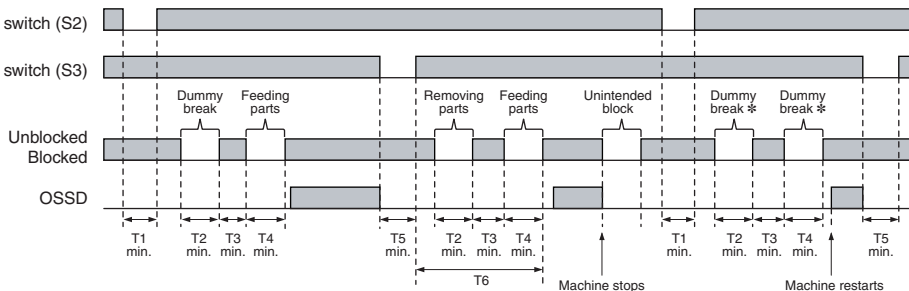 switch (S2)
switch (S3)
Dummy break
Feeding parts
Removing parts
Feeding parts
Unintended block
Dummy break ✻
Dummy break ✻
Unblocked
Blocked
OSSD
T1 min.
T2 min.
T3 min.
T4 min.
T5 min.
T2 min.
T3 min.
T4 min.
T1 min.
T2 min.
T3 min.
T4 min.
T5 min.
T6
Machine stops
Machine restarts